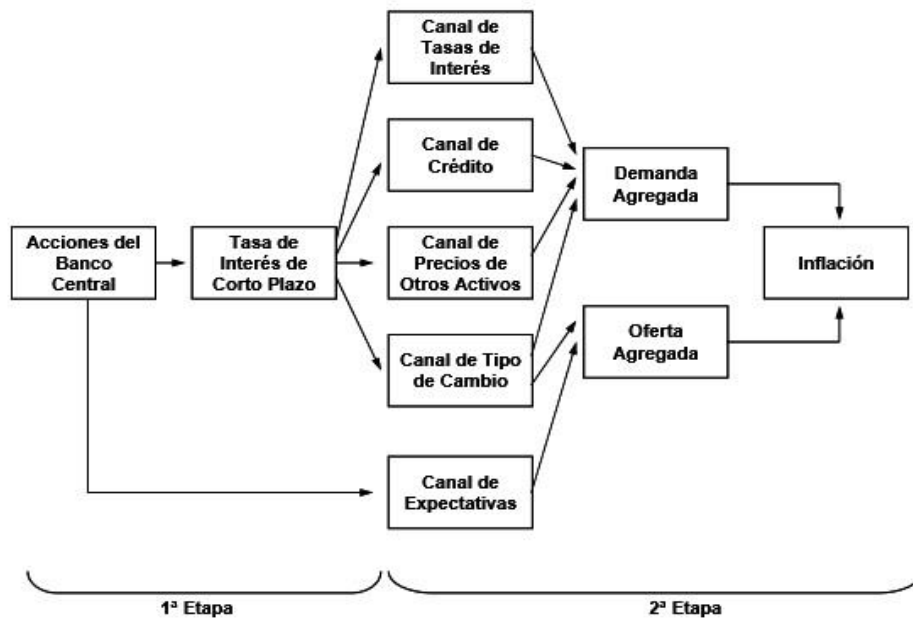 Canal de
Tasas de
Interés
Canal de
Crédito
Demanda
Agregada
Acciones del
Banco
Central
Tasa de
Interés de
Corto Plazo
Canal de
Precios de
Otros Activos
Inflación
Oferta
Agregada
Canal de Tipo
de Cambio
Canal de
Expectativas
1ª Etapa
2ª Etapa